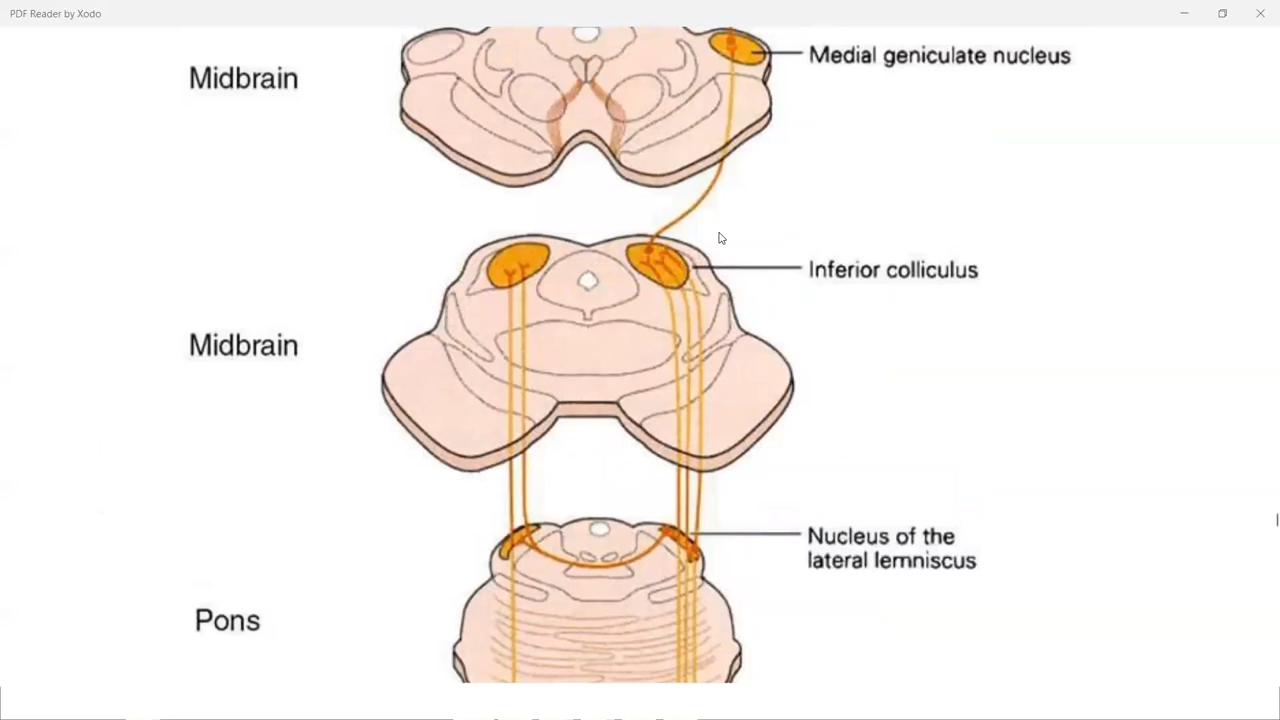 PDF Reader by Xodo
Medial geniculate nucleus
Midbrain
Inferior colliculus
Midbrain
Nucleus of the
lateral lemniscus
Pons